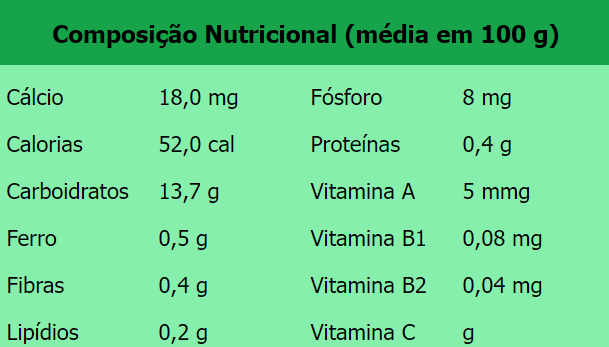 Composição Nutricional (média em 100 g)
Cálcio 18,0 mg Fósforo 8 mg
Calorias 52,0 cal Proteínas 0,4 g
Carboidratos 13,7 g Vitamina A 5 mmg
Ferro 0,5 g Vitamina B1 0,08 mg
Fibras 0,4 g Vitamina B2 0,04 mg
Lipídios 0,2 g Vitamina C g